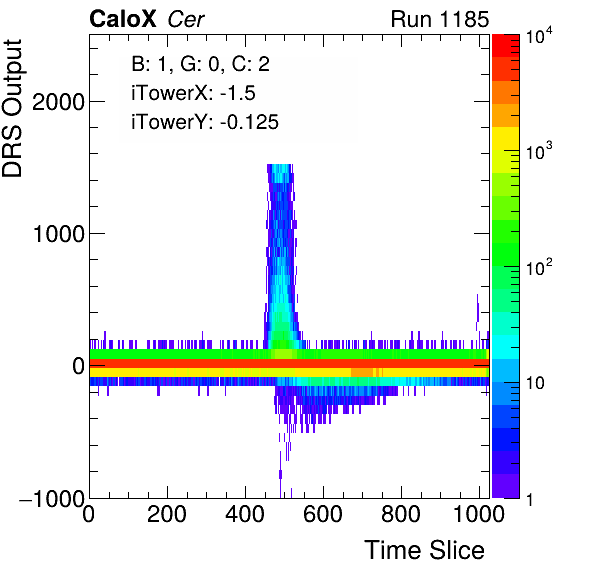 CaloX Cer Run 1185
DRS Output
B: 1, G: 0, C: 2
iTowerX: -1.5
iTowerY: -0.125
2000
1000
0
−1000
0 200 400 600 800 1000
Time Slice
10^4
10^3
10^2
10
1